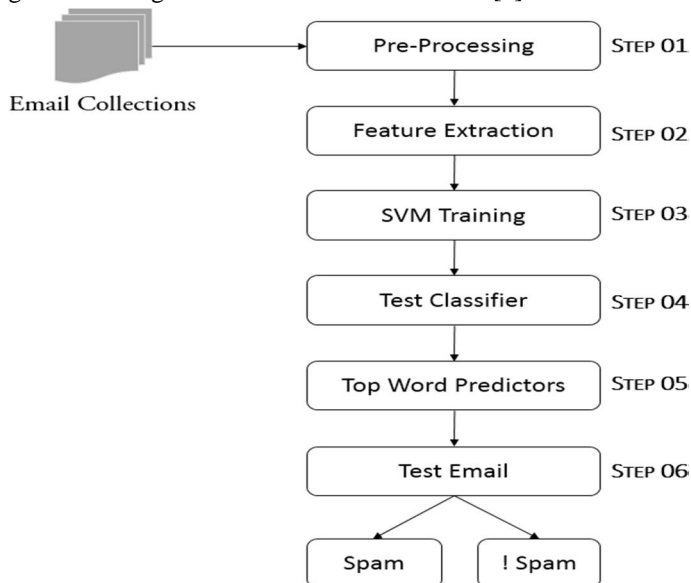 Pre-Processing
STEP 01
Email Collections
Feature Extraction
STEP 02
SVM Training
STEP 03
Test Classifier
STEP 04
Top Word Predictors
STEP 05
Test Email
STEP 06
Spam
! Spam